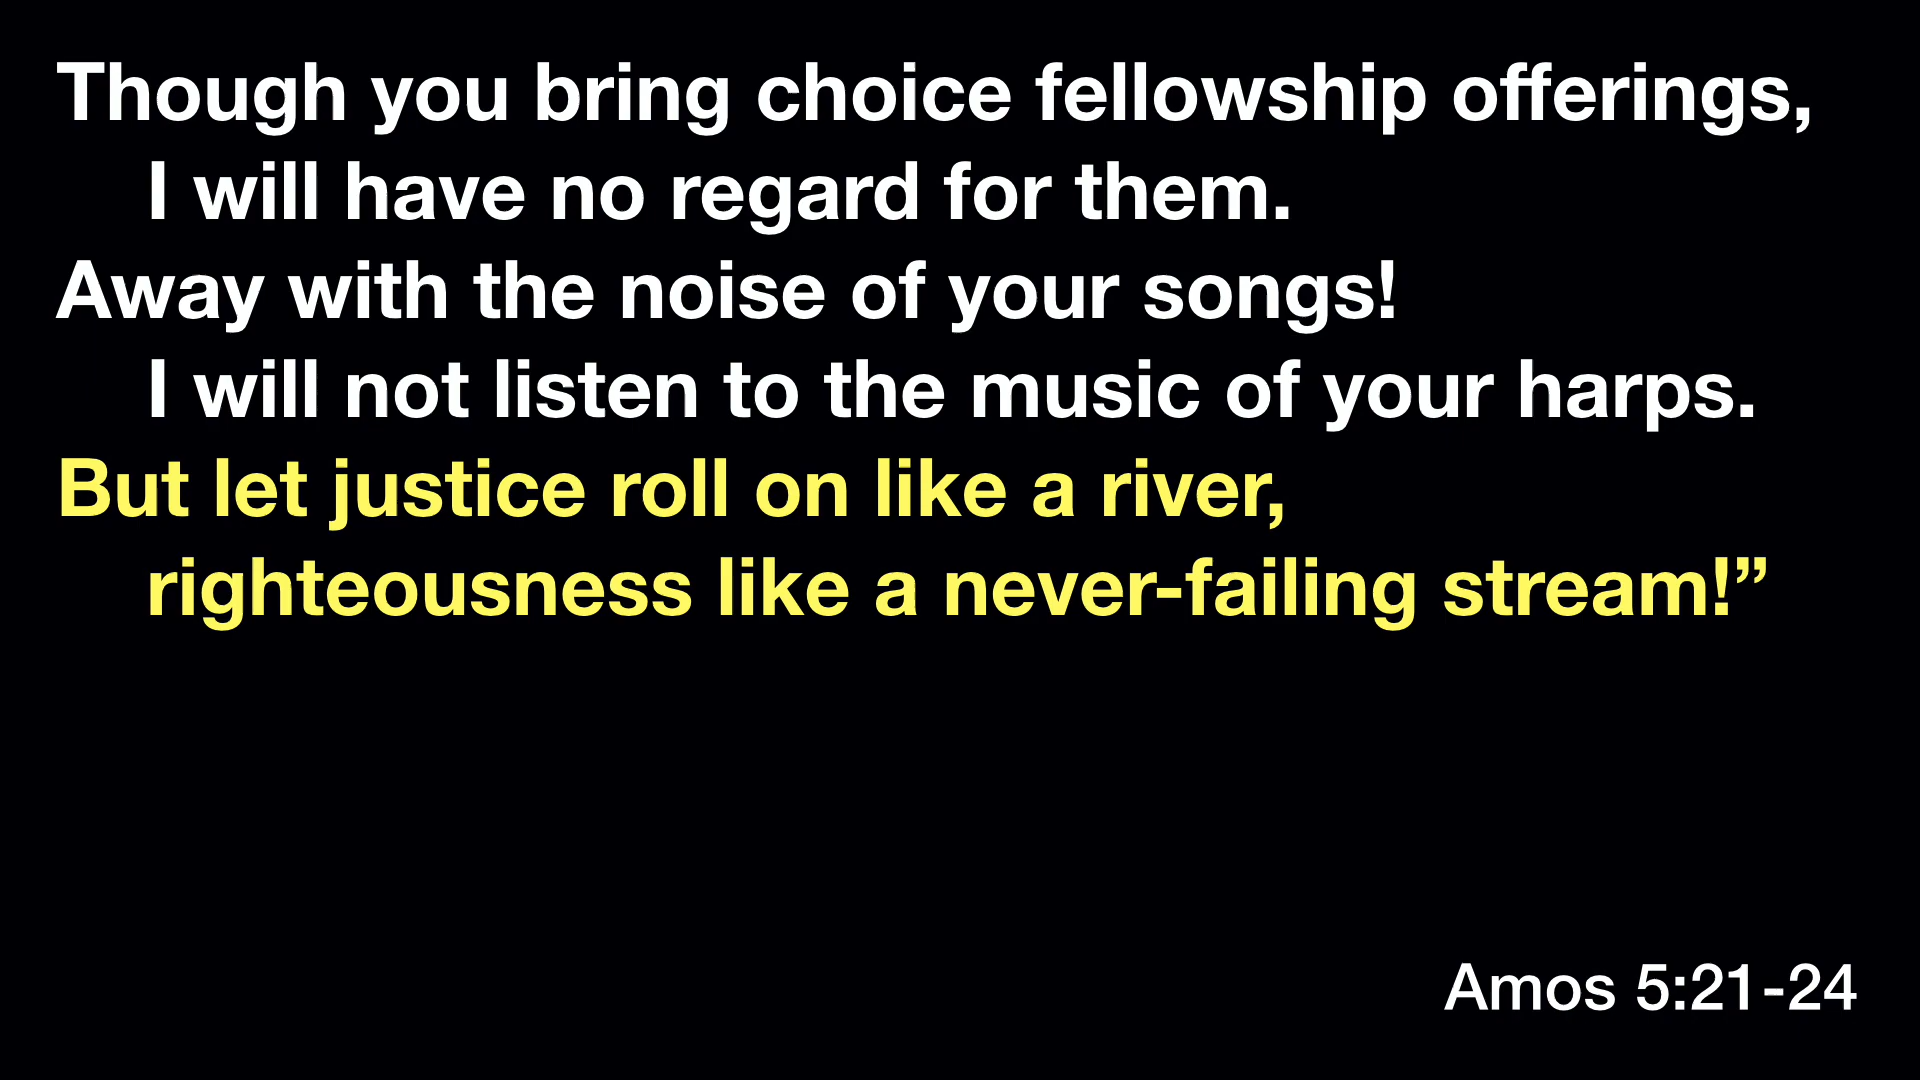 Though you bring choice fellowship offerings,
I will have no regard for them.
Away with the noise of your songs!
I will not listen to the music of your harps.
But let justice roll on like a river,
righteousness like a never-failing stream!”
Amos 5:21-24